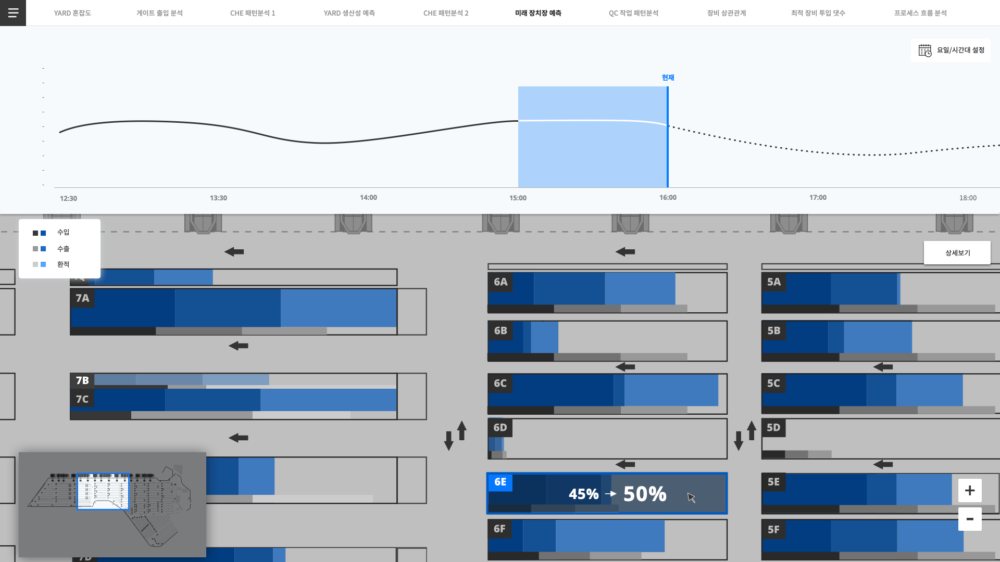 YARD 혼잡도
게이트 출입 분석
CHE 패턴분석 1
YARD 생산성 예측
CHE 패턴분석 2
미래 장치장 예측
QC 작업 패턴분석
장비 상관관계
최적 장비 투입 댓수
프로세스 흐름 분석
요일/시간대 설정
현재
12:30
13:30
14:00
15:00
16:00
17:00
18:00
수입
수출
환적
상세보기
7A
7B
7C
7D
6A
6B
6C
6D
6E
45% → 50%
6F
5A
5B
5C
5D
5E
5F
+
-